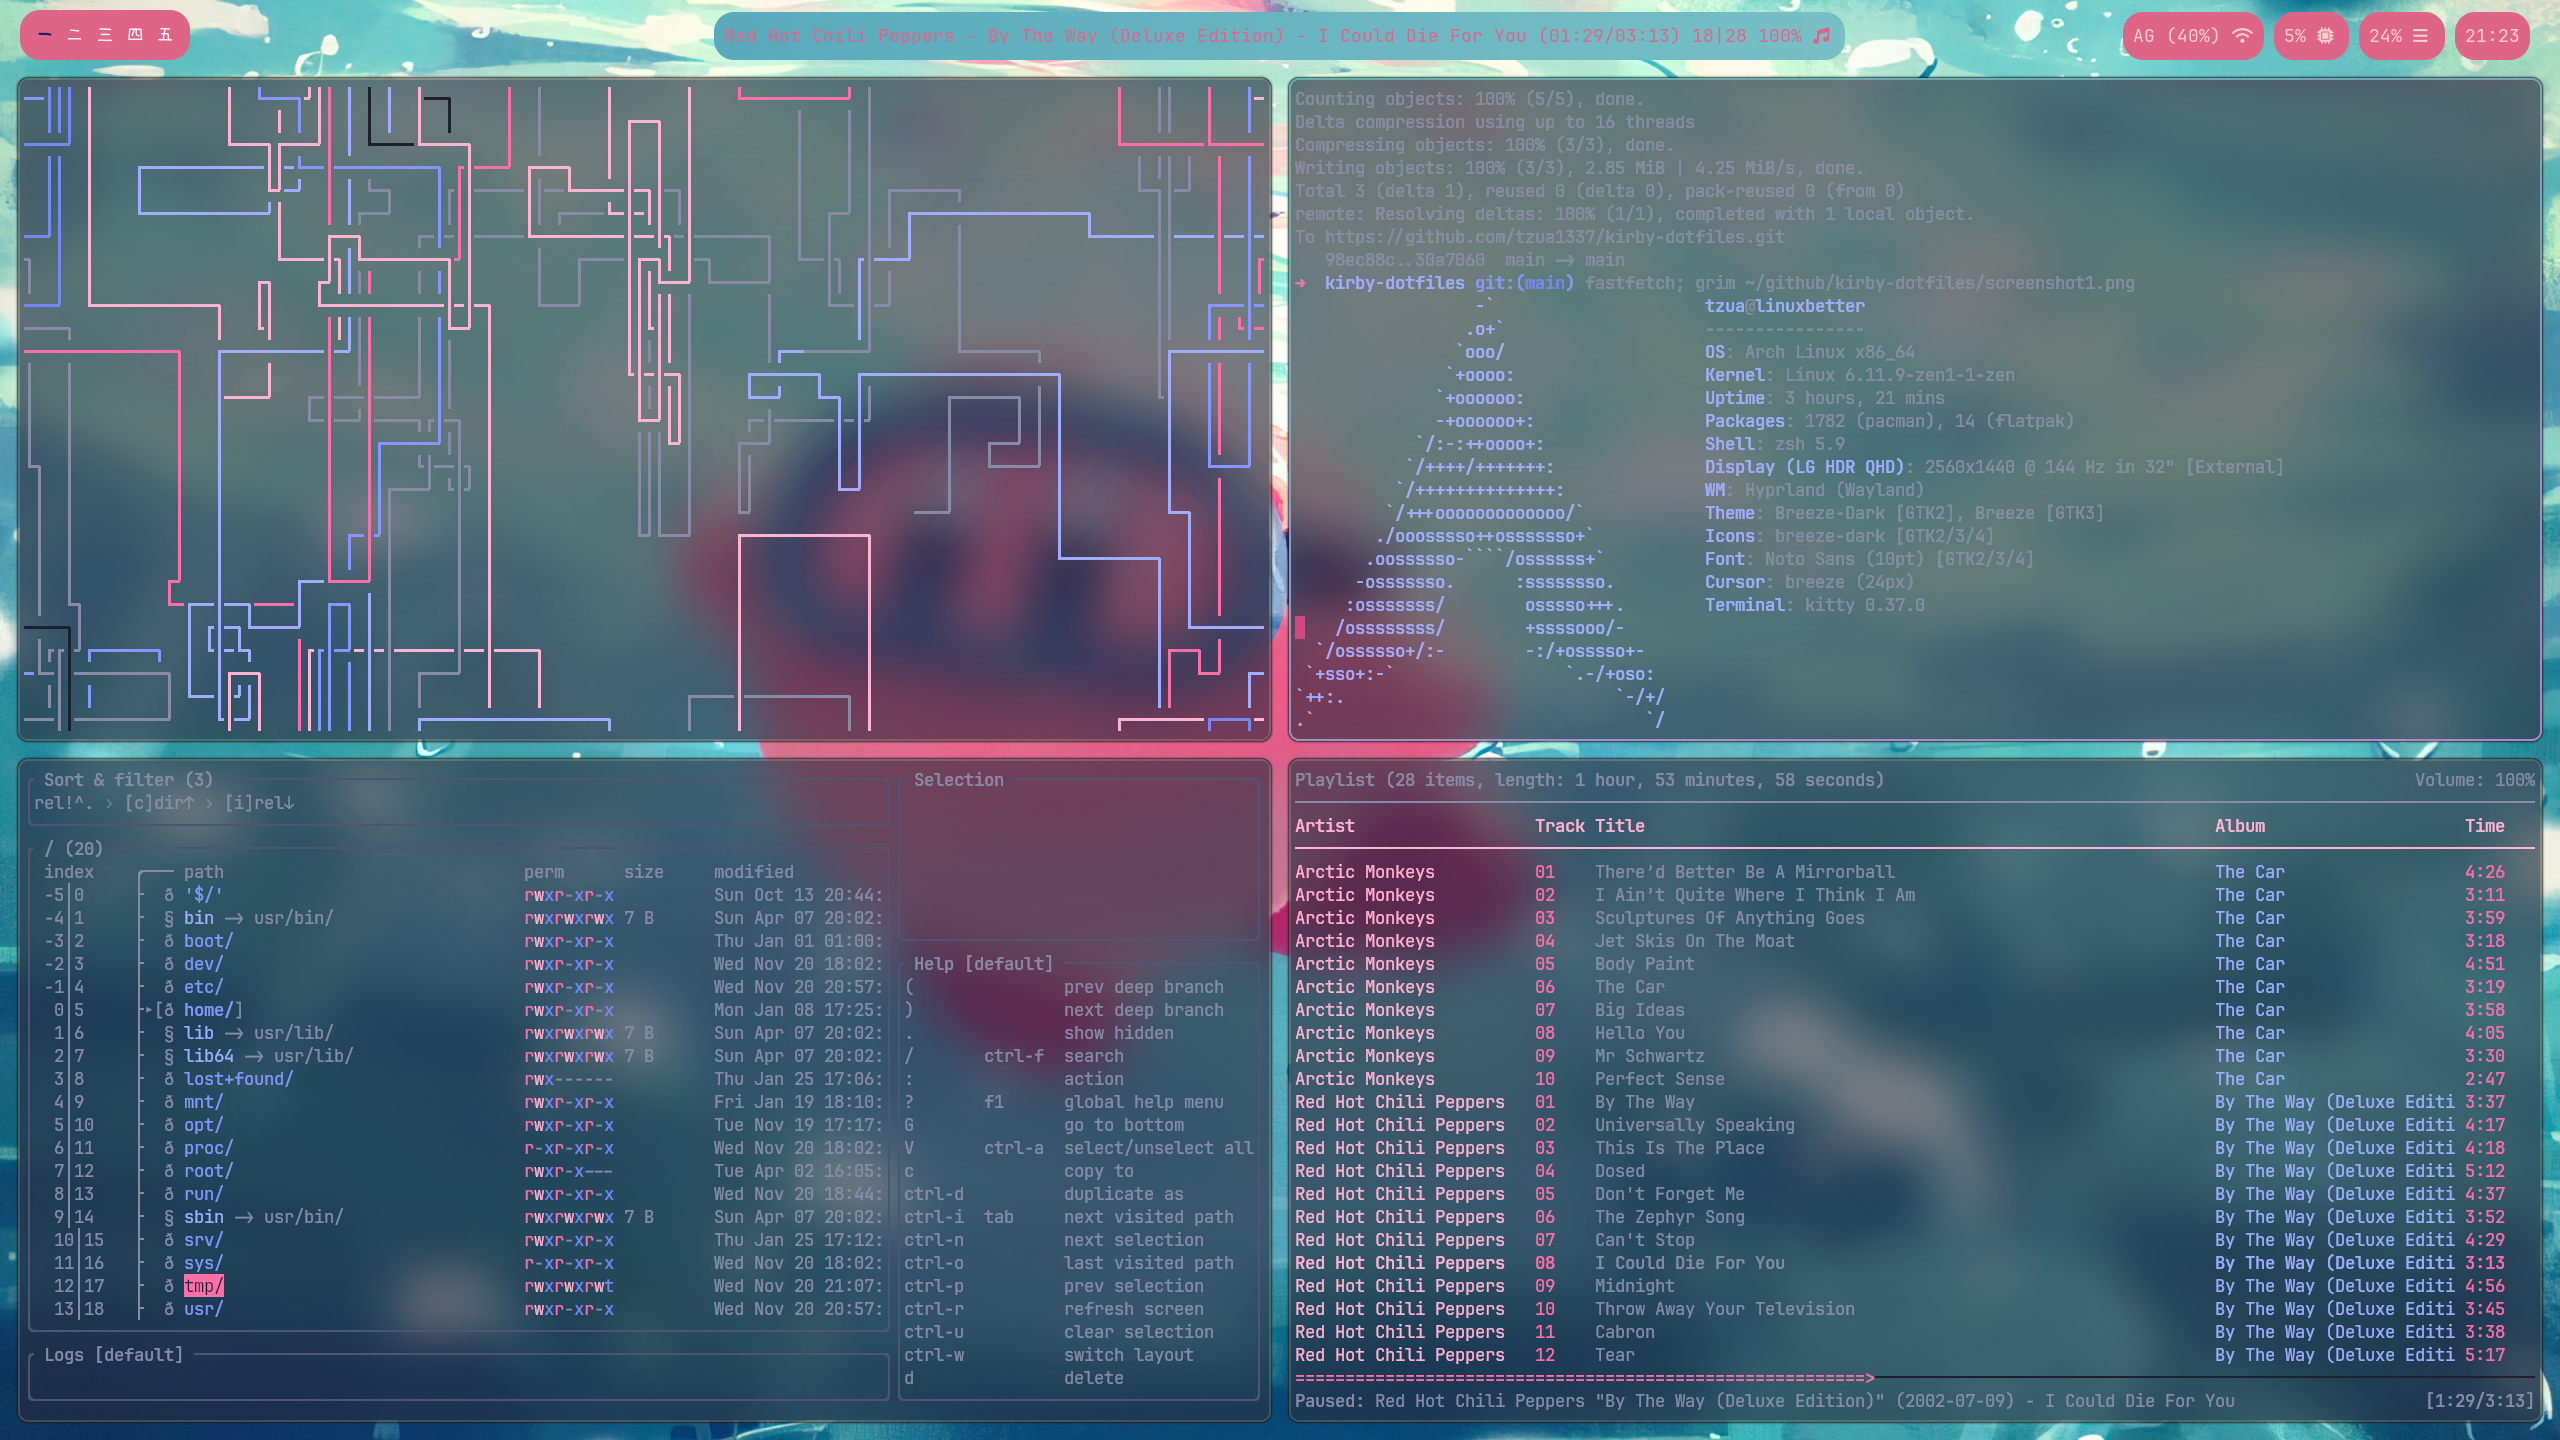 一 二 三 四 五
Red Hot Chili Peppers - By The Way (Deluxe Edition) - I Could Die For You (01:29/03:13) 18|28 100%
AG (40%)
5%
24%
21:23
Counting objects: 100% (5/5), done.
Delta compression using up to 16 threads
Compressing objects: 100% (3/3), done.
Writing objects: 100% (3/3), 2.85 MiB | 4.25 MiB/s, done.
Total 3 (delta 1), reused 0 (delta 0), pack-reused 0 (from 0)
remote: Resolving deltas: 100% (1/1), completed with 1 local object.
To https://github.com/tzua1337/kirby-dotfiles.git
98ec88c..30a7060  main -> main
➜ kirby-dotfiles git:(main) fastfetch; grim ~/github/kirby-dotfiles/screenshot1.png
-`
.o+`
`ooo/
`+oooo:
`+oooooo:
-+oooooo+:
`/:-:++oooo+:
`/++++/+++++++:
`/++++++++++++++:
`/+++ooooooooooooo/`
./ooosssso++osssssso+`
.oossssso-````/ossssss+`
-osssssso.      :ssssssso.
:osssssss/        osssso+++.
/ossssssss/        +ssssooo/-
`/ossssso+/:-        -:/+osssso+-
`+sso+:-`                 `.-/+oso:
`++:.                           `-/+/
.`                                 `/
tzua@linuxbetter
----------------
OS: Arch Linux x86_64
Kernel: Linux 6.11.9-zen1-1-zen
Uptime: 3 hours, 21 mins
Packages: 1782 (pacman), 14 (flatpak)
Shell: zsh 5.9
Display (LG HDR QHD): 2560x1440 @ 144 Hz in 32" [External]
WM: Hyprland (Wayland)
Theme: Breeze-Dark [GTK2], Breeze [GTK3]
Icons: breeze-dark [GTK2/3/4]
Font: Noto Sans (10pt) [GTK2/3/4]
Cursor: breeze (24px)
Terminal: kitty 0.37.0
Sort & filter (3)
rel!^. › [c]dir↑ › [i]rel↓
/ (20)
index path perm size modified
-5│0 ð '$/' rwxr-xr-x Sun Oct 13 20:44:
-4│1 § bin -> usr/bin/ rwxrwxrwx 7 B Sun Apr 07 20:02:
-3│2 ð boot/ rwxr-xr-x Thu Jan 01 01:00:
-2│3 ð dev/ rwxr-xr-x Wed Nov 20 18:02:
-1│4 ð etc/ rwxr-xr-x Wed Nov 20 20:57:
0│5 ▸[ð home/] rwxr-xr-x Mon Jan 08 17:25:
1│6 § lib -> usr/lib/ rwxrwxrwx 7 B Sun Apr 07 20:02:
2│7 § lib64 -> usr/lib/ rwxrwxrwx 7 B Sun Apr 07 20:02:
3│8 ð lost+found/ rwx------ Thu Jan 25 17:06:
4│9 ð mnt/ rwxr-xr-x Fri Jan 19 18:10:
5│10 ð opt/ rwxr-xr-x Tue Nov 19 17:17:
6│11 ð proc/ r-xr-xr-x Wed Nov 20 18:02:
7│12 ð root/ rwxr-x--- Tue Apr 02 16:05:
8│13 ð run/ rwxr-xr-x Wed Nov 20 18:44:
9│14 § sbin -> usr/bin/ rwxrwxrwx 7 B Sun Apr 07 20:02:
10│15 ð srv/ rwxr-xr-x Thu Jan 25 17:12:
11│16 ð sys/ r-xr-xr-x Wed Nov 20 18:02:
12│17 ð tmp/ rwxrwxrwt Wed Nov 20 21:07:
13│18 ð usr/ rwxr-xr-x Wed Nov 20 20:57:
Logs [default]
Selection
Help [default]
( prev deep branch
) next deep branch
. show hidden
/ ctrl-f search
: action
? f1 global help menu
G go to bottom
V ctrl-a select/unselect all
c copy to
ctrl-d duplicate as
ctrl-i tab next visited path
ctrl-n next selection
ctrl-o last visited path
ctrl-p prev selection
ctrl-r refresh screen
ctrl-u clear selection
ctrl-w switch layout
d delete
Playlist (28 items, length: 1 hour, 53 minutes, 58 seconds) Volume: 100%
Artist Track Title Album Time
Arctic Monkeys 01 There'd Better Be A Mirrorball The Car 4:26
Arctic Monkeys 02 I Ain't Quite Where I Think I Am The Car 3:11
Arctic Monkeys 03 Sculptures Of Anything Goes The Car 3:59
Arctic Monkeys 04 Jet Skis On The Moat The Car 3:18
Arctic Monkeys 05 Body Paint The Car 4:51
Arctic Monkeys 06 The Car The Car 3:19
Arctic Monkeys 07 Big Ideas The Car 3:58
Arctic Monkeys 08 Hello You The Car 4:05
Arctic Monkeys 09 Mr Schwartz The Car 3:30
Arctic Monkeys 10 Perfect Sense The Car 2:47
Red Hot Chili Peppers 01 By The Way By The Way (Deluxe Editi 3:37
Red Hot Chili Peppers 02 Universally Speaking By The Way (Deluxe Editi 4:17
Red Hot Chili Peppers 03 This Is The Place By The Way (Deluxe Editi 4:18
Red Hot Chili Peppers 04 Dosed By The Way (Deluxe Editi 5:12
Red Hot Chili Peppers 05 Don't Forget Me By The Way (Deluxe Editi 4:37
Red Hot Chili Peppers 06 The Zephyr Song By The Way (Deluxe Editi 3:52
Red Hot Chili Peppers 07 Can't Stop By The Way (Deluxe Editi 4:29
Red Hot Chili Peppers 08 I Could Die For You By The Way (Deluxe Editi 3:13
Red Hot Chili Peppers 09 Midnight By The Way (Deluxe Editi 4:56
Red Hot Chili Peppers 10 Throw Away Your Television By The Way (Deluxe Editi 3:45
Red Hot Chili Peppers 11 Cabron By The Way (Deluxe Editi 3:38
Red Hot Chili Peppers 12 Tear By The Way (Deluxe Editi 5:17
=========================================================>
Paused: Red Hot Chili Peppers "By The Way (Deluxe Edition)" (2002-07-09) - I Could Die For You [1:29/3:13]